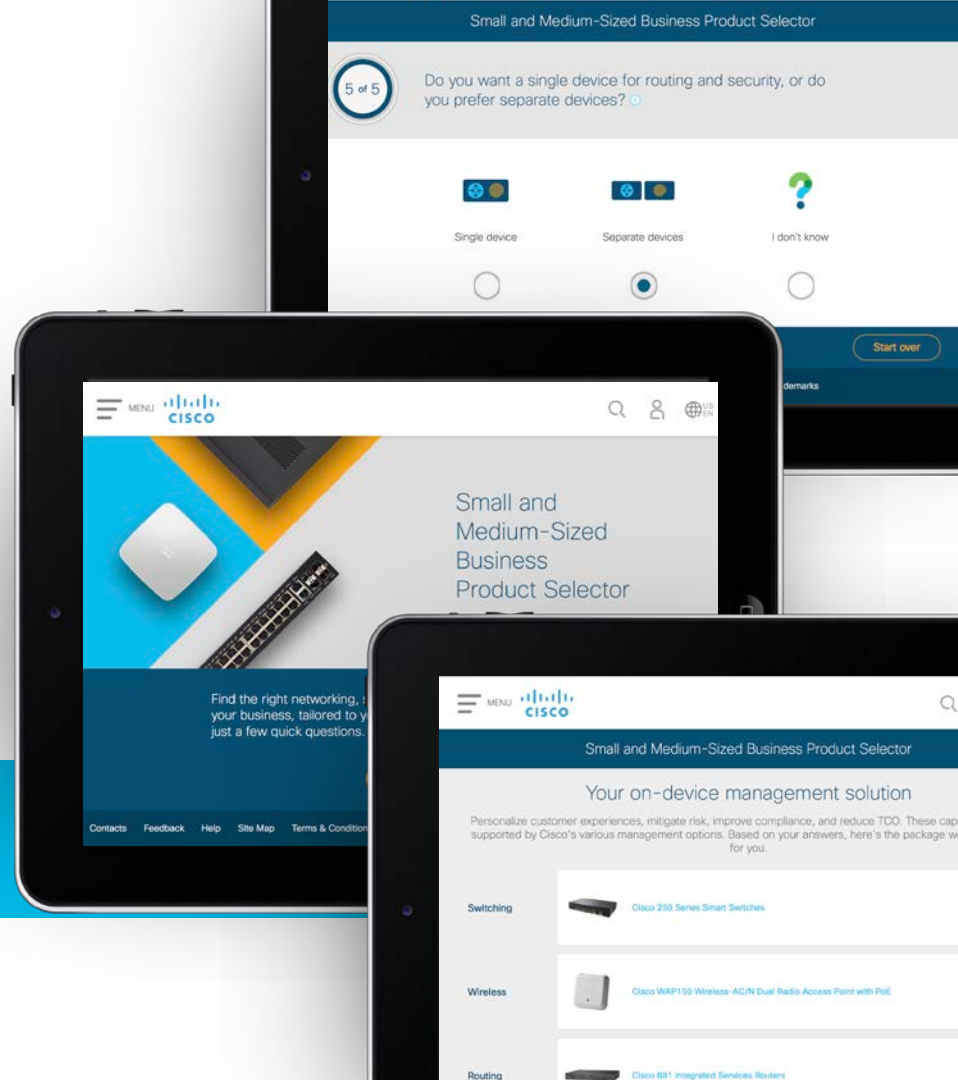 Small and Medium-Sized Business Product Selector
5 of 5
Do you want a single device for routing and security, or do
you prefer separate devices?
Single device
Separate devices
I don't know
Start over
demarks
MENU
CISCO
US
EN
Small and
Medium-Sized
Business
Product Selector
Find the right networking, s
your business, tailored to y
just a few quick questions.
Contacts Feedback Help Site Map Terms & Condition
MENU
CISCO
Small and Medium-Sized Business Product Selector
Your on-device management solution
Personalize customer experiences, mitigate risk, improve compliance, and reduce TCO. These cap
supported by Cisco's various management options. Based on your answers, here's the package we
for you.
Switching
Cisco 250 Series Smart Switches
Wireless
Cisco WAP150 Wireless-AC/N Dual Radio Access Point with PoE
Routing
Cisco 881 Integrated Services Routers